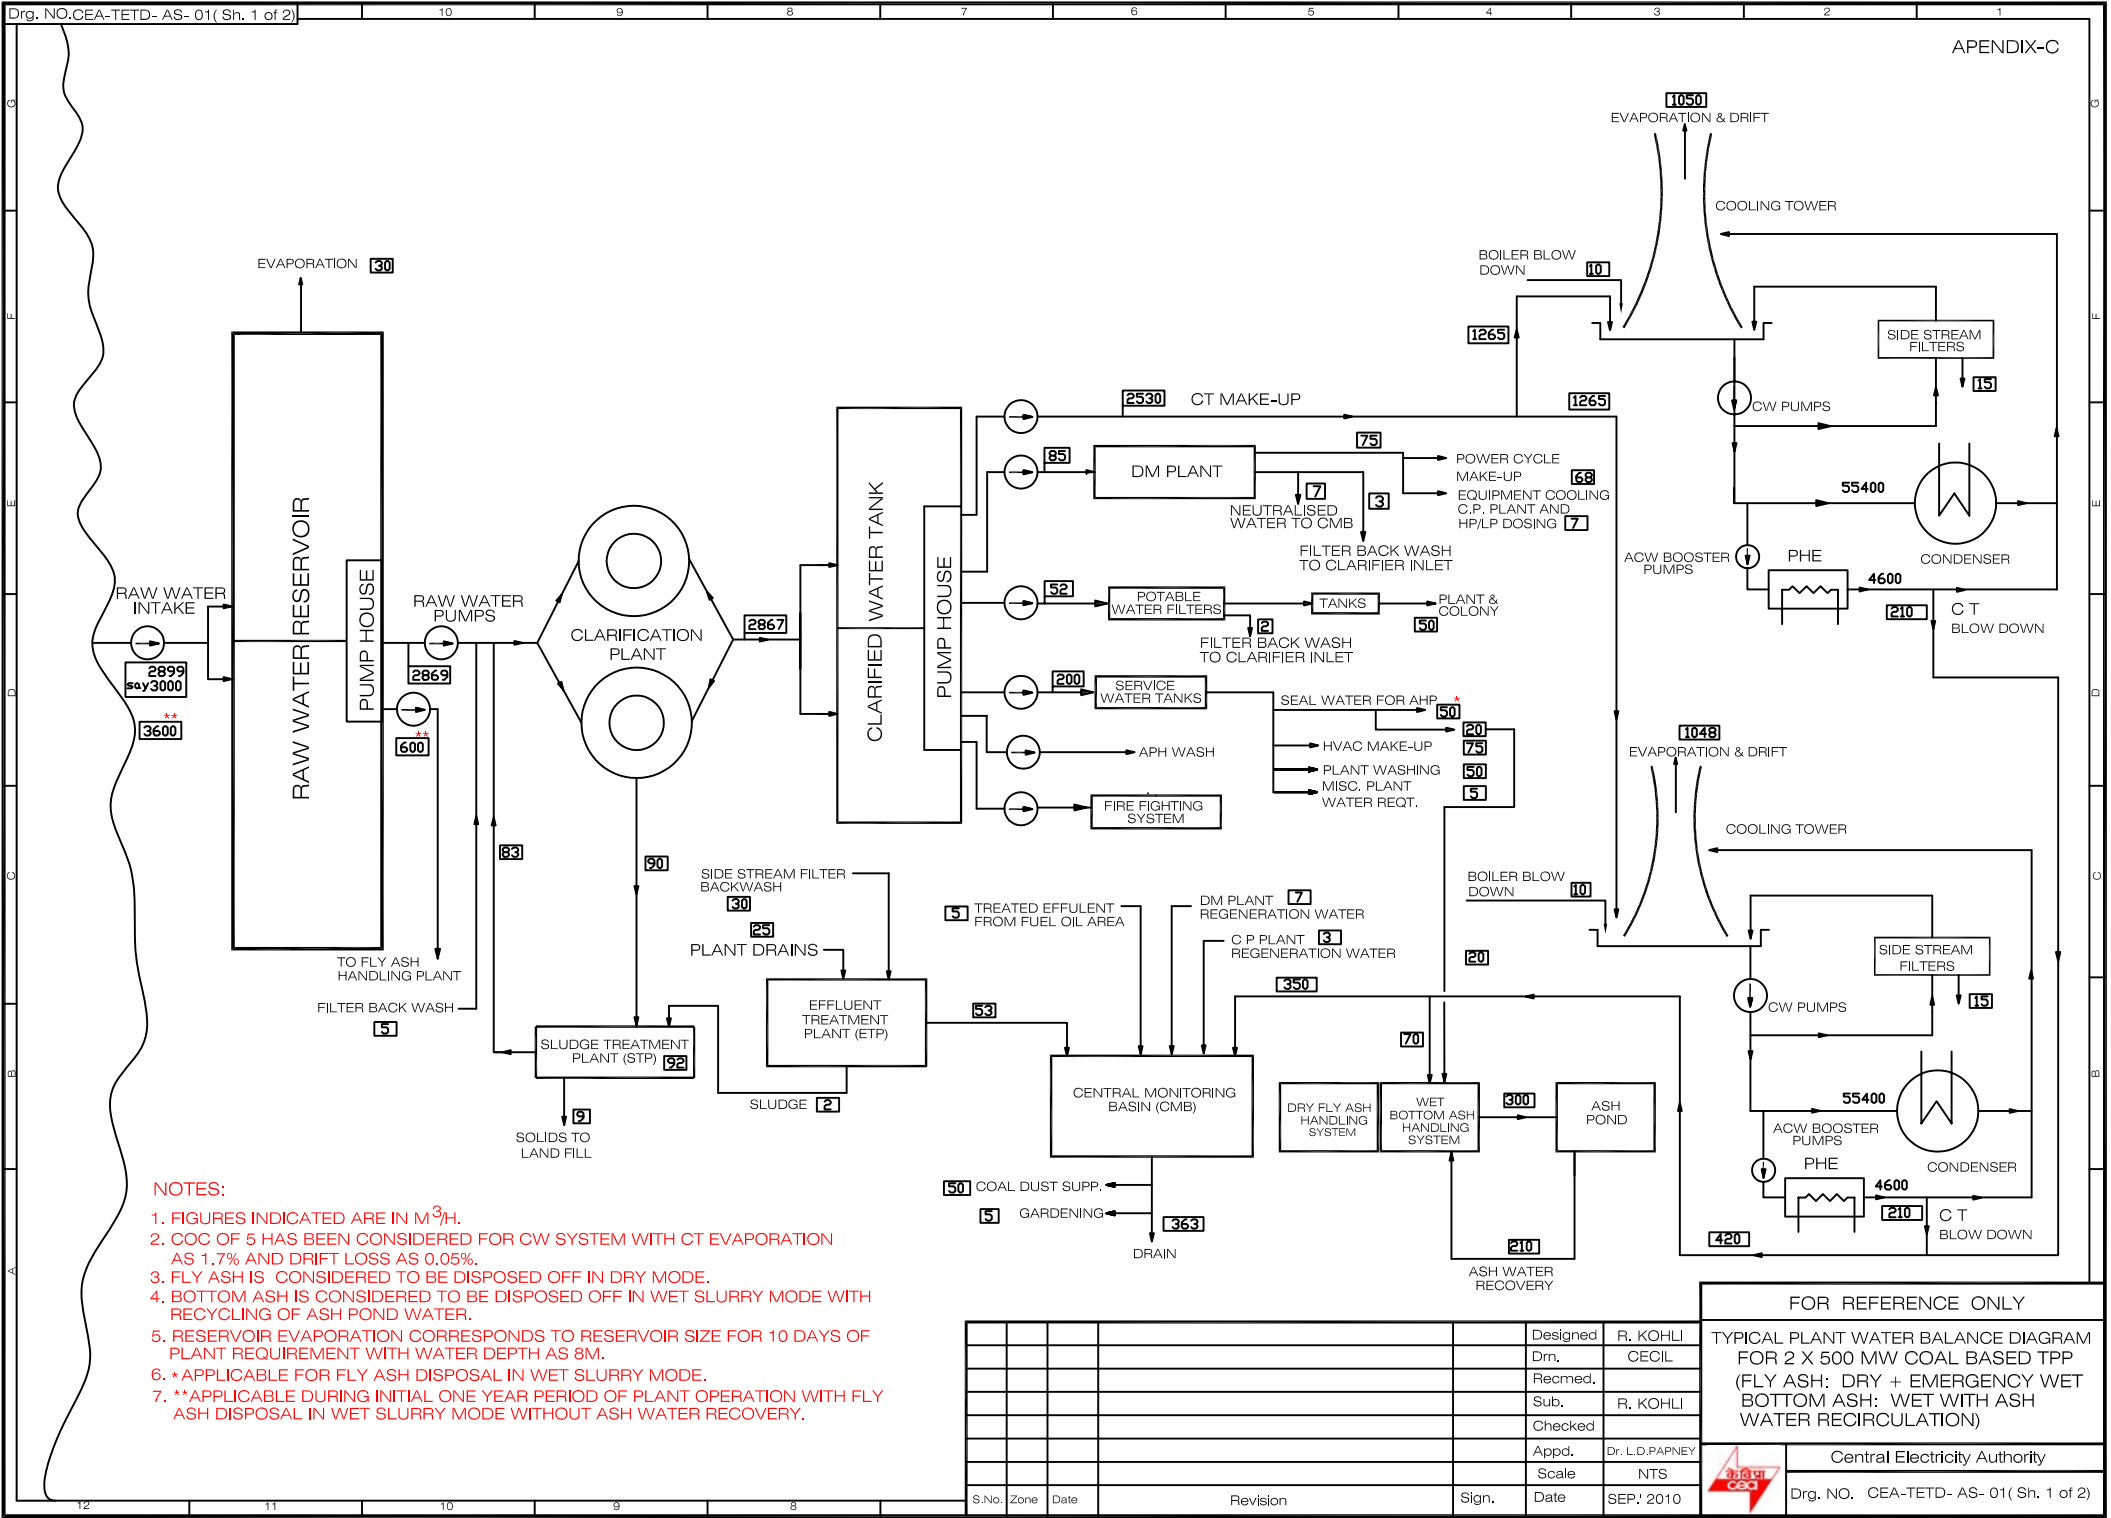 Drg. NO.CEA-TETD- AS- 01( Sh. 1 of 2)
10
9
8
7
6
5
4
3
2
1
APENDIX-C
G
G
F
F
E
E
D
D
C
C
B
B
A
1050
EVAPORATION & DRIFT
COOLING TOWER
BOILER BLOW
DOWN
10
EVAPORATION 30
1265
SIDE STREAM
FILTERS
15
CW PUMPS
2530 CT MAKE-UP
1265
RAW WATER RESERVOIR
PUMP HOUSE
CLARIFIED WATER TANK
PUMP HOUSE
85
DM PLANT
75
POWER CYCLE
MAKE-UP 68
EQUIPMENT COOLING
C.P. PLANT AND
HP/LP DOSING 7
7
NEUTRALISED
WATER TO CMB
3
FILTER BACK WASH
TO CLARIFIER INLET
55400
CONDENSER
ACW BOOSTER
PUMPS
PHE
4600
210
C T
BLOW DOWN
RAW WATER
INTAKE
2899
say3000
**
3600
RAW WATER
PUMPS
2869
**
600
CLARIFICATION
PLANT
2867
52
POTABLE
WATER FILTERS
TANKS
PLANT &
COLONY
50
2
FILTER BACK WASH
TO CLARIFIER INLET
200
SERVICE
WATER TANKS
SEAL WATER FOR AHP *
50
20
HVAC MAKE-UP 75
PLANT WASHING 50
MISC. PLANT
WATER REQT.
5
APH WASH
FIRE FIGHTING
SYSTEM
1048
EVAPORATION & DRIFT
COOLING TOWER
BOILER BLOW
DOWN
10
83
90
SIDE STREAM FILTER
BACKWASH
30
25
PLANT DRAINS
5 TREATED EFFULENT
FROM FUEL OIL AREA
DM PLANT 7
REGENERATION WATER
C P PLANT 3
REGENERATION WATER
20
SIDE STREAM
FILTERS
15
CW PUMPS
TO FLY ASH
HANDLING PLANT
FILTER BACK WASH
5
350
EFFLUENT
TREATMENT
PLANT (ETP)
53
70
SLUDGE TREATMENT
PLANT (STP) 92
SLUDGE 2
9
SOLIDS TO
LAND FILL
CENTRAL MONITORING
BASIN (CMB)
DRY FLY ASH
HANDLING
SYSTEM
WET
BOTTOM ASH
HANDLING
SYSTEM
300
ASH
POND
55400
ACW BOOSTER
PUMPS
CONDENSER
PHE
4600
210
C T
BLOW DOWN
420
50 COAL DUST SUPP.
5 GARDENING
363
DRAIN
210
ASH WATER
RECOVERY
NOTES:
1. FIGURES INDICATED ARE IN M3/H.
2. COC OF 5 HAS BEEN CONSIDERED FOR CW SYSTEM WITH CT EVAPORATION
AS 1.7% AND DRIFT LOSS AS 0.05%.
3. FLY ASH IS CONSIDERED TO BE DISPOSED OFF IN DRY MODE.
4. BOTTOM ASH IS CONSIDERED TO BE DISPOSED OFF IN WET SLURRY MODE WITH
RECYCLING OF ASH POND WATER.
5. RESERVOIR EVAPORATION CORRESPONDS TO RESERVOIR SIZE FOR 10 DAYS OF
PLANT REQUIREMENT WITH WATER DEPTH AS 8M.
6. * APPLICABLE FOR FLY ASH DISPOSAL IN WET SLURRY MODE.
7. **APPLICABLE DURING INITIAL ONE YEAR PERIOD OF PLANT OPERATION WITH FLY
ASH DISPOSAL IN WET SLURRY MODE WITHOUT ASH WATER RECOVERY.
FOR REFERENCE ONLY
TYPICAL PLANT WATER BALANCE DIAGRAM
FOR 2 X 500 MW COAL BASED TPP
(FLY ASH: DRY + EMERGENCY WET
BOTTOM ASH: WET WITH ASH
WATER RECIRCULATION)
Designed R. KOHLI
Drn. CECIL
Recmed.
Sub. R. KOHLI
Checked
Appd. Dr. L.D.PAPNEY
Scale NTS
Date SEP.' 2010
S.No. Zone Date Revision Sign.
केविप्रा
cea
Central Electricity Authority
Drg. NO. CEA-TETD- AS- 01( Sh. 1 of 2)
12
11
10
9
8